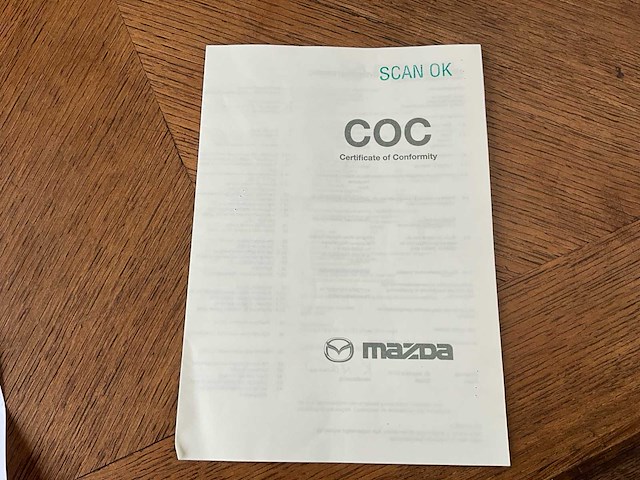 SCAN OK
COC
Certificate of Conformity
mazda